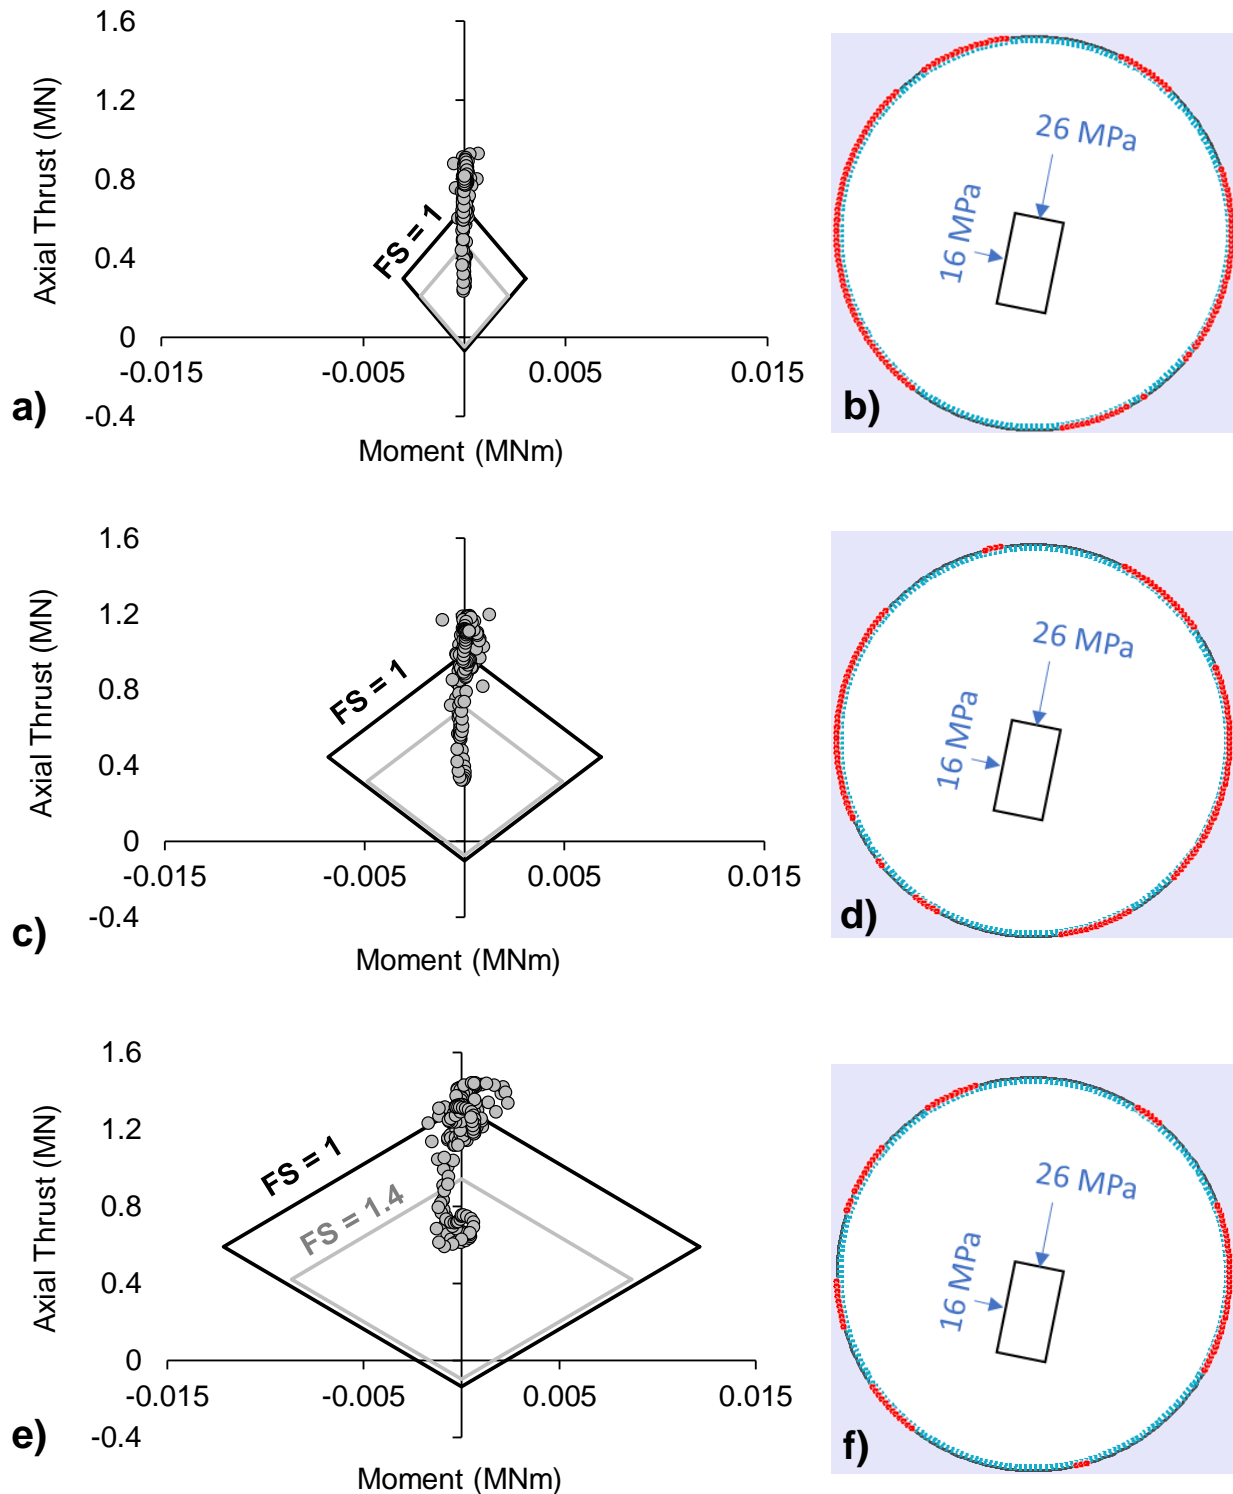 1.6
1.2
0.8
0.4
0
-0.4
Axial Thrust (MN)
FS = 1
-0.015
-0.005
0.005
0.015
Moment (MNm)
a)
26 MPa
16 MPa
b)
1.6
1.2
0.8
0.4
0
-0.4
Axial Thrust (MN)
FS = 1
-0.015
-0.005
0.005
0.015
Moment (MNm)
c)
26 MPa
16 MPa
d)
1.6
1.2
0.8
0.4
0
-0.4
Axial Thrust (MN)
FS = 1
FS = 1.4
-0.015
-0.005
0.005
0.015
Moment (MNm)
e)
26 MPa
16 MPa
f)